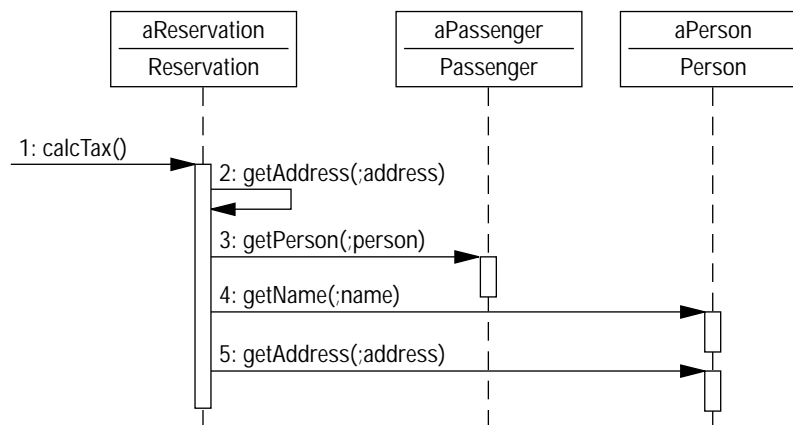 aReservation
Reservation
aPassenger
Passenger
aPerson
Person
1: calcTax()
2: getAddress(;address)
3: getPerson(;person)
4: getName(;name)
5: getAddress(;address)